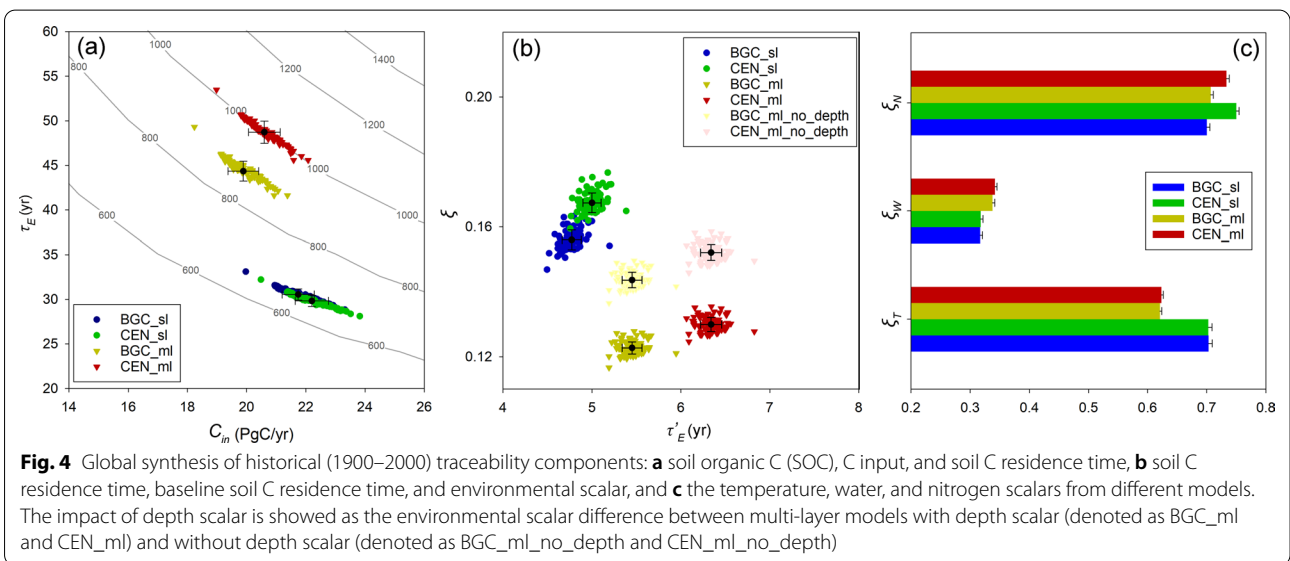 (a)
60
55
50
45
40
35
30
25
20
τE (yr)
14 16 18 20 22 24 26
Cin (PgC/yr)
800
1000
1200
1400
1000
1200
800
1000
1000
600
800
800
600
800
600
600
BGC_sl
CEN_sl
BGC_ml
CEN_ml
(b)
0.20
0.16
0.12
ξ
4 5 6 7 8
τ'E (yr)
BGC_sl
CEN_sl
BGC_ml
CEN_ml
BGC_ml_no_depth
CEN_ml_no_depth
(c)
ξN
ξW
ξT
BGC_sl
CEN_sl
BGC_ml
CEN_ml
0.2 0.3 0.4 0.5 0.6 0.7 0.8
Fig. 4 Global synthesis of historical (1900–2000) traceability components: a soil organic C (SOC), C input, and soil C residence time, b soil C
residence time, baseline soil C residence time, and environmental scalar, and c the temperature, water, and nitrogen scalars from different models.
The impact of depth scalar is showed as the environmental scalar difference between multi-layer models with depth scalar (denoted as BGC_ml
and CEN_ml) and without depth scalar (denoted as BGC_ml_no_depth and CEN_ml_no_depth)